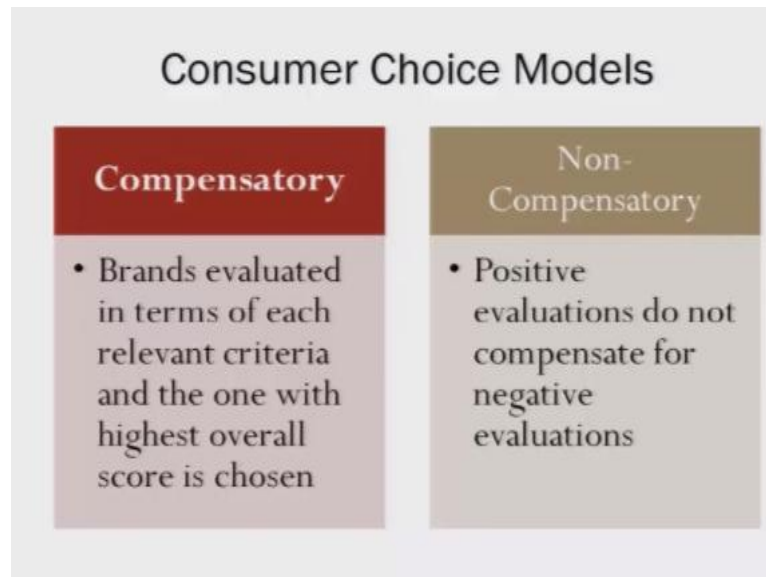 Consumer Choice Models
Compensatory
• Brands evaluated
in terms of each
relevant criteria
and the one with
highest overall
score is chosen
Non-
Compensatory
• Positive
evaluations do not
compensate for
negative
evaluations